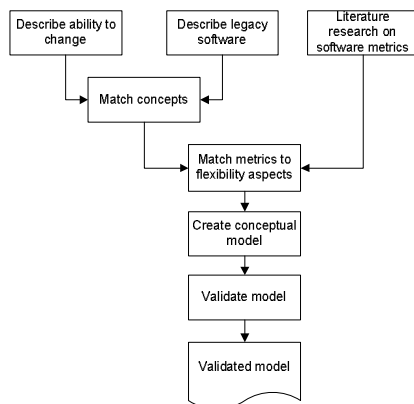 Describe ability to
change
Describe legacy
software
Literature
research on
software metrics
Match concepts
Match metrics to
flexibility aspects
Create conceptual
model
Validate model
Validated model